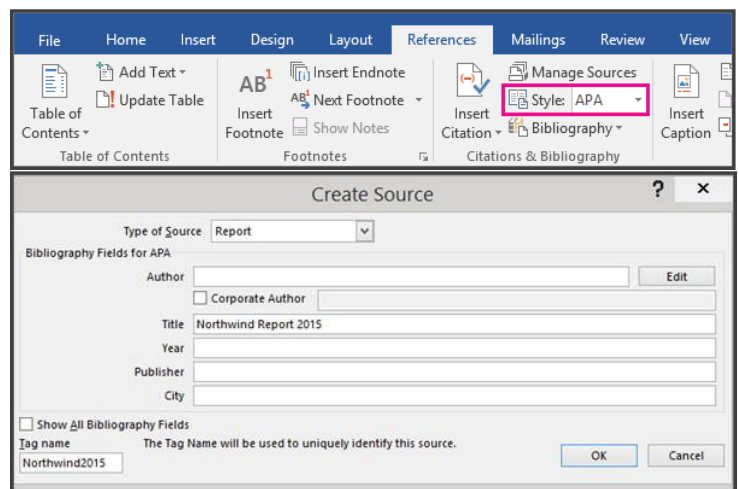 File Home Insert Design Layout References Mailings Review View
Add Text Insert Endnote Manage Sources
AB1 (-)
Update Table [i] AB1 Next Footnote Style: APA
Table of Contents Insert Footnote Show Notes Insert Citation Bibliography Insert Caption
Table of Contents Footnotes Citations & Bibliography
Create Source ? ×
Type of Source Report
Bibliography Fields for APA
Author Edit
Corporate Author
Title Northwind Report 2015
Year
Publisher
City
Show All Bibliography Fields
Tag name The Tag Name will be used to uniquely identify this source.
Northwind2015 OK Cancel